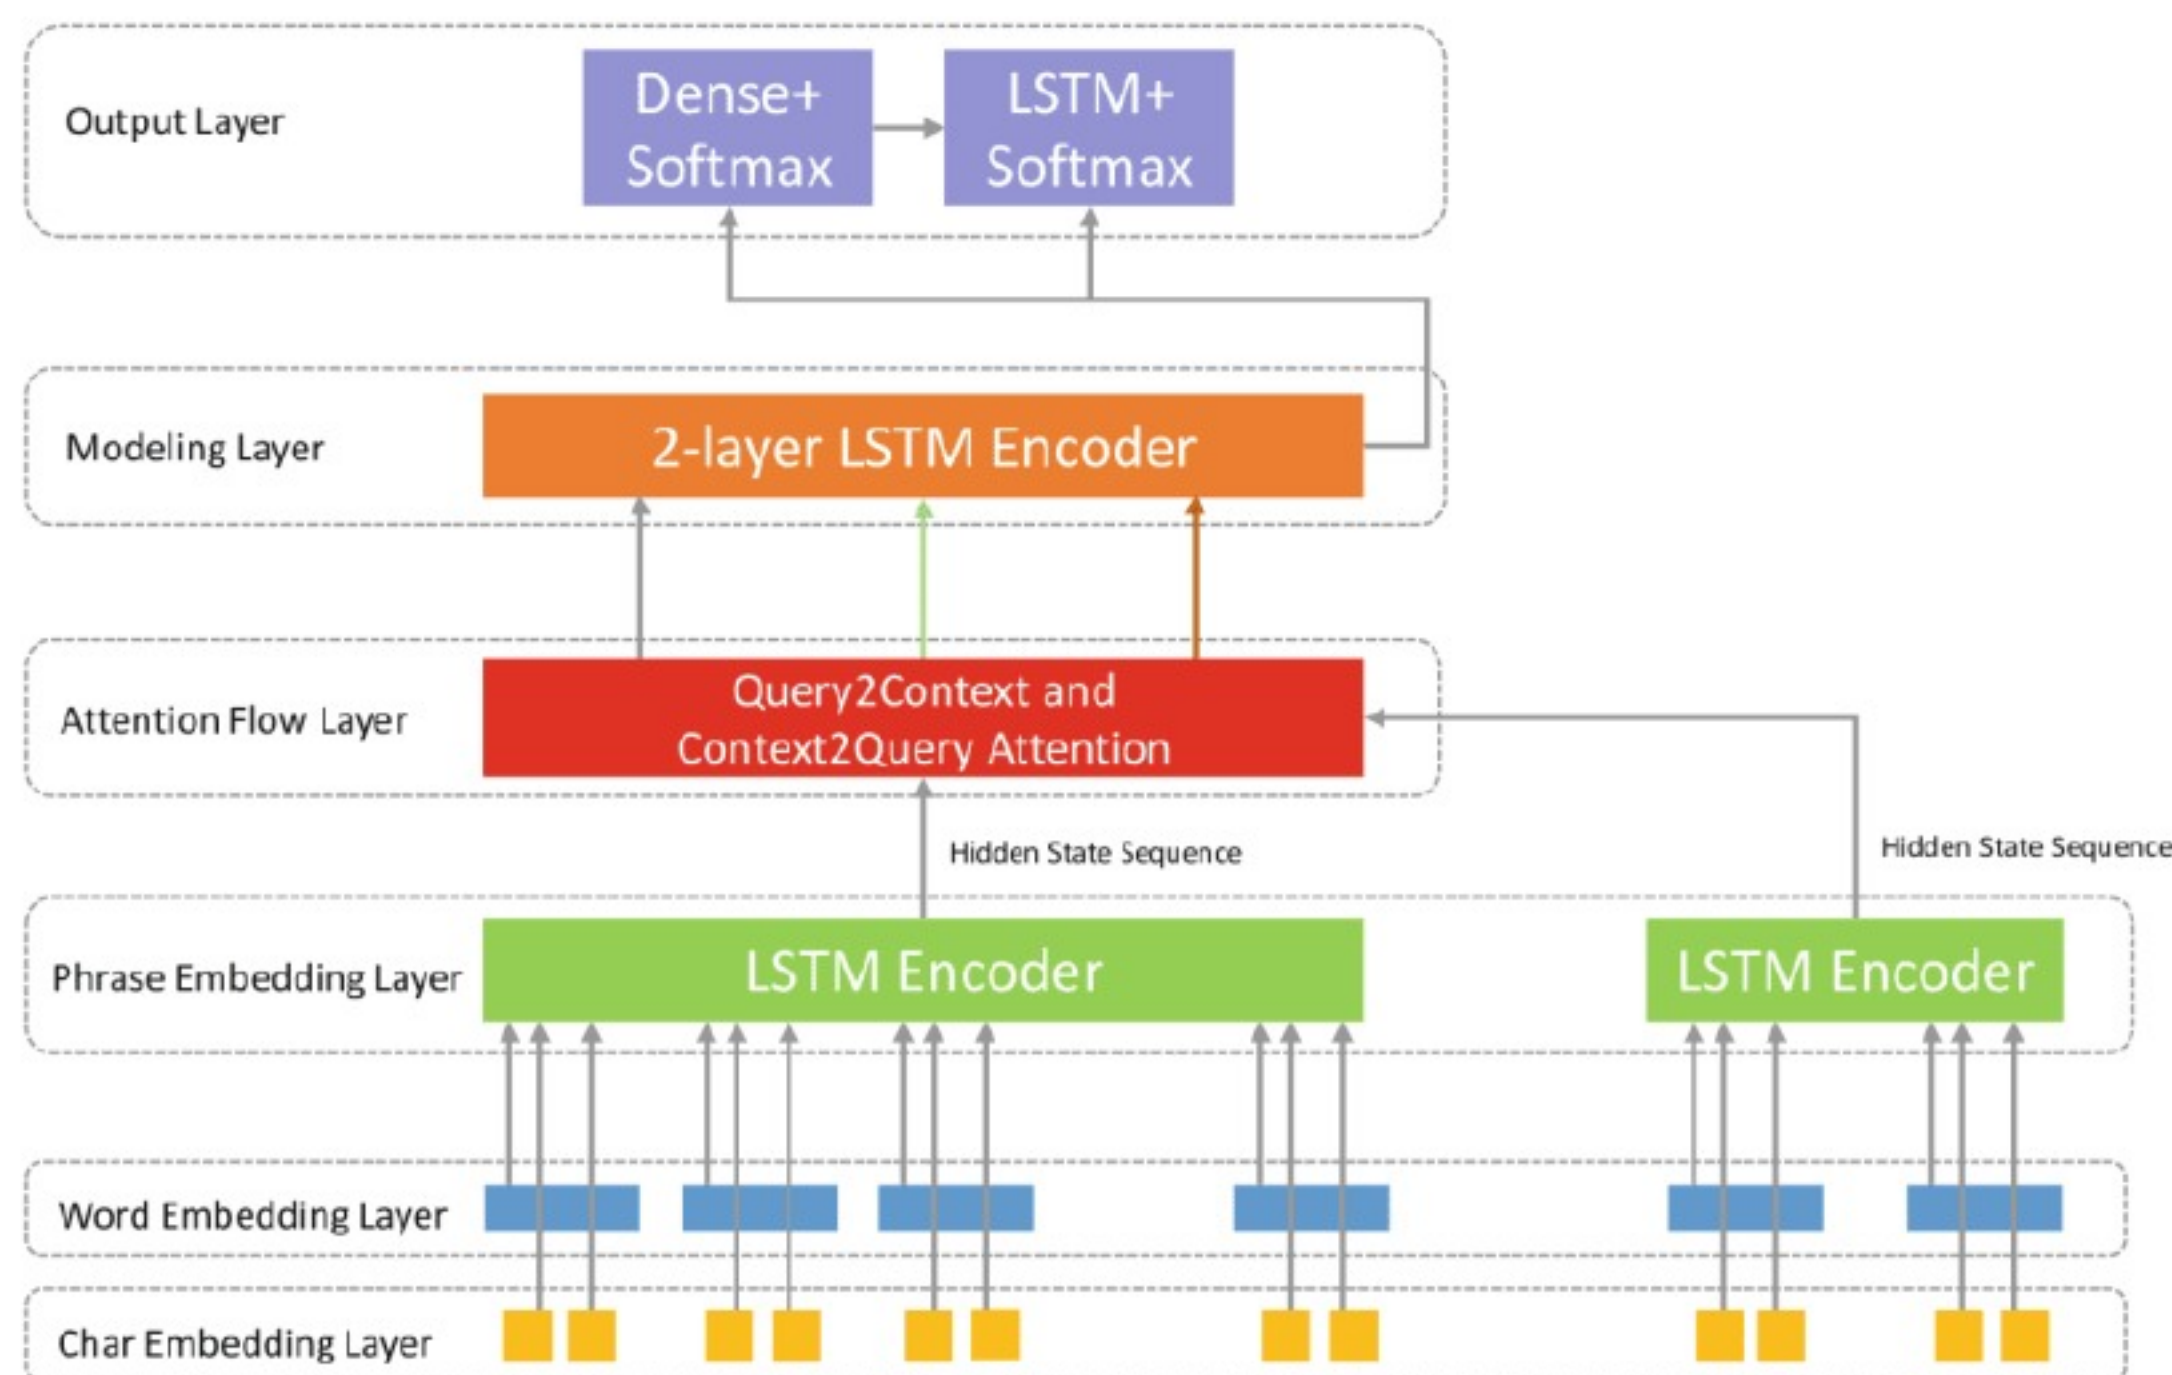 Output Layer
Dense+
Softmax
LSTM+
Softmax
Modeling Layer
2-layer LSTM Encoder
Attention Flow Layer
Query2Context and
Context2Query Attention
Hidden State Sequence
Hidden State Sequence
Phrase Embedding Layer
LSTM Encoder
LSTM Encoder
Word Embedding Layer
Char Embedding Layer